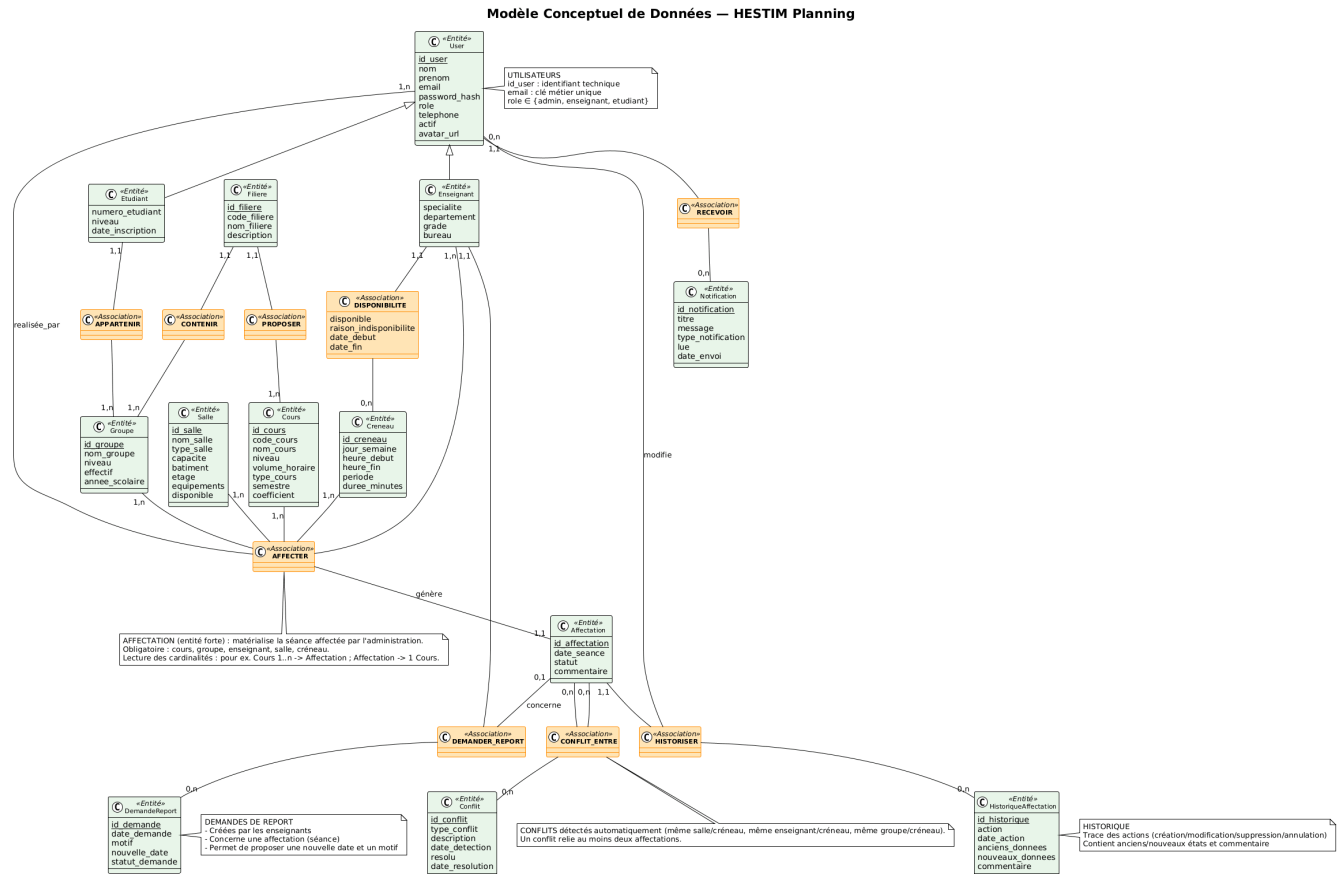 Modèle Conceptuel de Données — HESTIM Planning
C
«Entité»
User
id_user
nom
prenom
email
password_hash
role
telephone
actif
avatar_url
UTILISATEURS
id_user : identifiant technique
email : clé métier unique
role ∈ {admin, enseignant, etudiant}
1,n
0,n
1,1
C
«Entité»
Etudiant
numero_etudiant
niveau
date_inscription
1,1
C
«Entité»
Filiere
id_filiere
code_filiere
nom_filiere
description
1,1
1,1
C
«Entité»
Enseignant
specialite
departement
grade
bureau
1,1
1,n
1,1
C
«Association»
RECEVOIR
0,n
C
«Entité»
Notification
id_notification
titre
message
type_notification
lue
date_envoi
realisée_par
C
«Association»
APPARTENIR
C
«Association»
CONTENIR
C
«Association»
PROPOSER
C
«Association»
DISPONIBILITE
disponible
raison_indisponibilite
date_debut
date_fin
1,n
1,n
1,n
0,n
C
«Entité»
Groupe
id_groupe
nom_groupe
niveau
effectif
annee_scolaire
1,n
C
«Entité»
Salle
id_salle
nom_salle
type_salle
capacite
batiment
etage
equipements
disponible
1,n
C
«Entité»
Cours
id_cours
code_cours
nom_cours
niveau
volume_horaire
type_cours
semestre
coefficient
1,n
C
«Entité»
Creneau
id_creneau
jour_semaine
heure_debut
heure_fin
periode
duree_minutes
1,n
modifie
C
«Association»
AFFECTER
génère
1,1
AFFECTATION (entité forte) : matérialise la séance affectée par l'administration.
Obligatoire : cours, groupe, enseignant, salle, créneau.
Lecture des cardinalités : pour ex. Cours 1..n -> Affectation ; Affectation -> 1 Cours.
C
«Entité»
Affectation
id_affectation
date_seance
statut
commentaire
0,1
0,n
0,n
1,1
concerne
C
«Association»
DEMANDER_REPORT
C
«Association»
CONFLIT_ENTRE
C
«Association»
HISTORISER
0,n
0,n
0,n
C
«Entité»
DemandeReport
id_demande
date_demande
motif
nouvelle_date
statut_demande
DEMANDES DE REPORT
- Créées par les enseignants
- Concerne une affectation (séance)
- Permet de proposer une nouvelle date et un motif
C
«Entité»
Conflit
id_conflit
type_conflit
description
date_detection
resolu
date_resolution
CONFLITS détectés automatiquement (même salle/créneau, même enseignant/créneau, même groupe/créneau).
Un conflit relie au moins deux affectations.
C
«Entité»
HistoriqueAffectation
id_historique
action
date_action
anciens_donnees
nouveaux_donnees
commentaire
HISTORIQUE
Trace des actions (création/modification/suppression/annulation)
Contient anciens/nouveaux états et commentaire